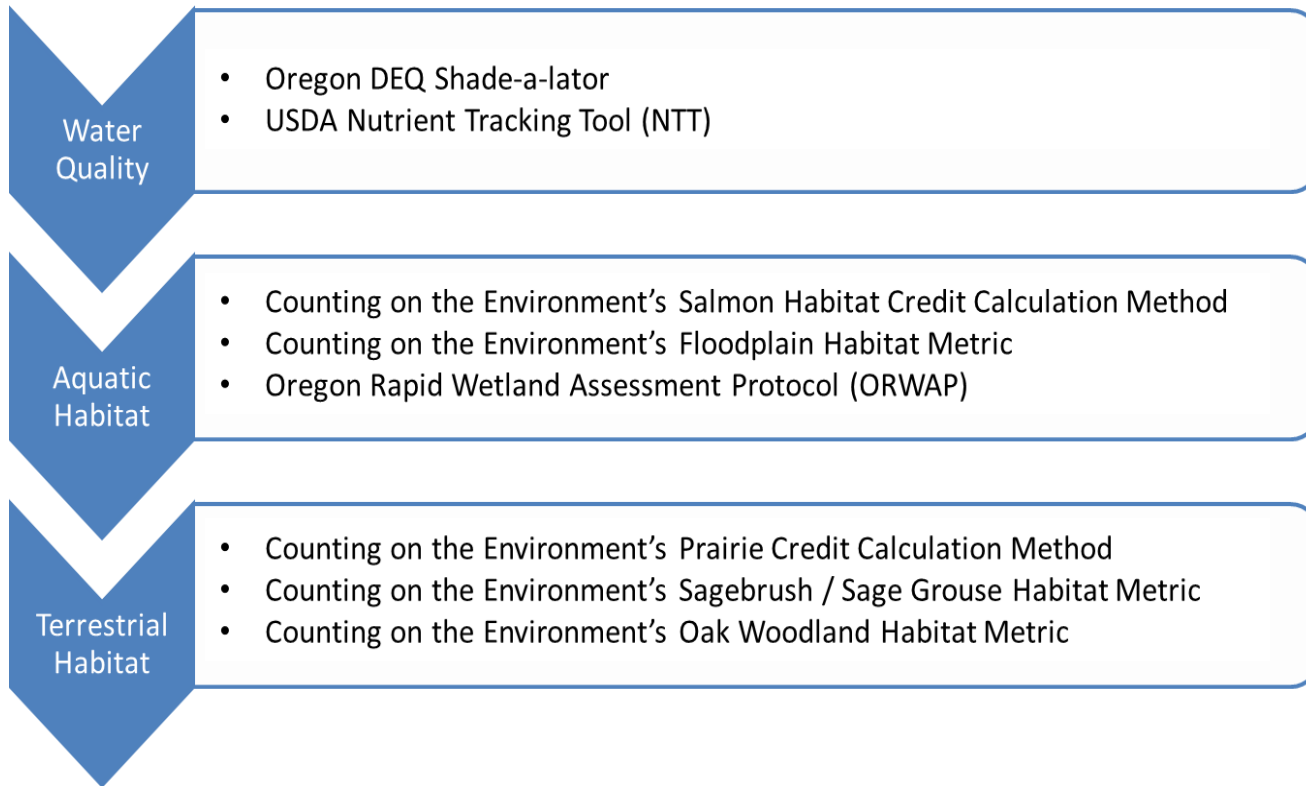 Water
Quality
• Oregon DEQ Shade-a-lator
• USDA Nutrient Tracking Tool (NTT)
Aquatic
Habitat
• Counting on the Environment’s Salmon Habitat Credit Calculation Method
• Counting on the Environment’s Floodplain Habitat Metric
• Oregon Rapid Wetland Assessment Protocol (ORWAP)
Terrestrial
Habitat
• Counting on the Environment’s Prairie Credit Calculation Method
• Counting on the Environment’s Sagebrush / Sage Grouse Habitat Metric
• Counting on the Environment’s Oak Woodland Habitat Metric